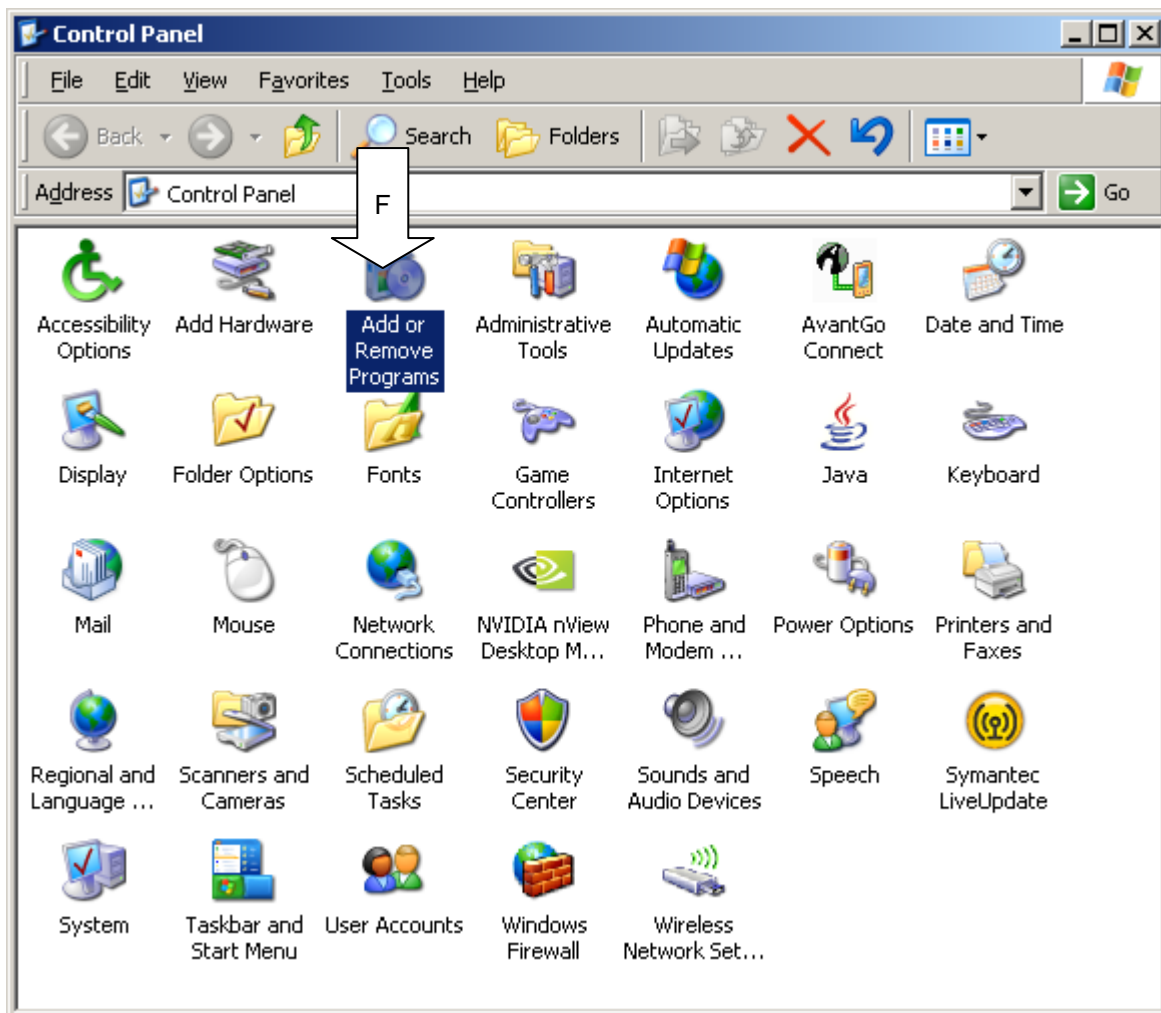 Control Panel
File Edit View Favorites Tools Help
Back Search Folders
Address Control Panel Go
F
Accessibility Options
Add Hardware
Add or Remove Programs
Administrative Tools
Automatic Updates
AvantGo Connect
Date and Time
Display
Folder Options
Fonts
Game Controllers
Internet Options
Java
Keyboard
Mail
Mouse
Network Connections
NVIDIA nView Desktop M...
Phone and Modem ...
Power Options
Printers and Faxes
Regional and Language ...
Scanners and Cameras
Scheduled Tasks
Security Center
Sounds and Audio Devices
Speech
Symantec LiveUpdate
System
Taskbar and Start Menu
User Accounts
Windows Firewall
Wireless Network Set...